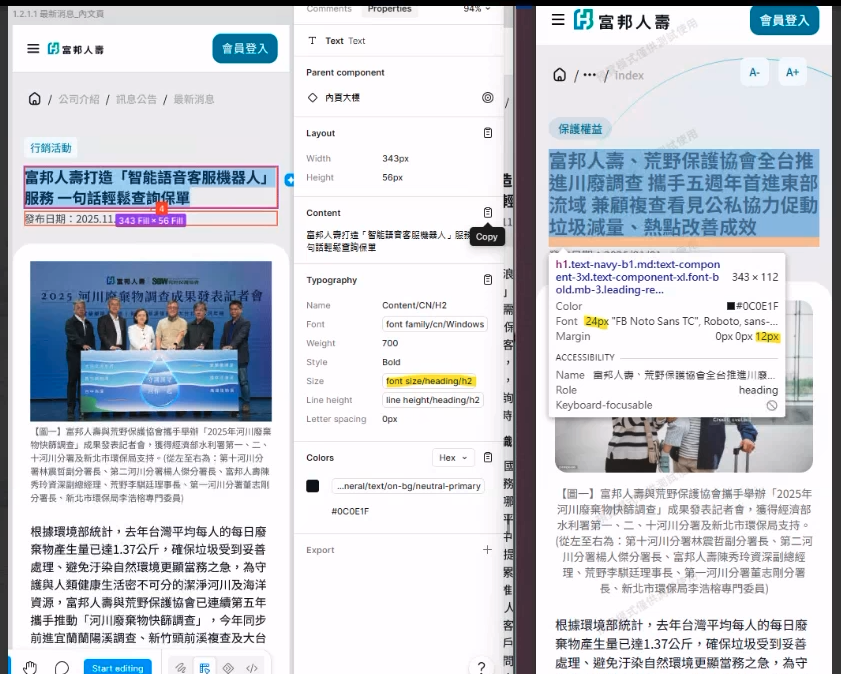 1.2.1.1 最新消息_內文頁
富邦人壽
會員登入
/ 公司介紹 / 訊息公告 / 最新消息
行銷活動
富邦人壽打造「智能語音客服機器人」
服務 一句話輕鬆查詢保單
4
發布日期：2025.11.
343 Fill × 56 Fill
富邦人壽
2025 河川廢棄物調查成果發表記者會
【圖一】富邦人壽與荒野保護協會攜手舉辦「2025年河川廢棄
物快篩調查」成果發表記者會，獲得經濟部水利署第一、二、
十河川分署及新北市環保局支持。(從左至右為：第十河川分
署林震哲副分署長、第二河川分署楊人傑分署長、富邦人壽陳
秀玲資深副總經理、荒野李騏廷理事長、第一河川分署董志剛
分署長、新北市環保局李浩榕專門委員)
根據環境部統計，去年台灣平均每人的每日廢
棄物產生量已達1.37公斤，確保垃圾受到妥善
處理、避免汙染自然環境更顯當務之急，為守
護與人類健康生活密不可分的潔淨河川及海洋
資源，富邦人壽與荒野保護協會已連續第五年
攜手推動「河川廢棄物快篩調查」，今年同步
前進宜蘭蘭陽溪調查、新竹頭前溪複查及大台
Start editing
Comments
Properties
94%
Text Text
Parent component
內頁大標
Layout
Width 343px
Height 56px
Content
富邦人壽打造「智能語音客服機器人」服務
句話輕鬆查詢保單
Copy
Typography
Name Content/CN/H2
Font font family/cn/Windows
Weight 700
Style Bold
Size font size/heading/h2
Line height line height/heading/h2
Letter spacing 0px
Colors
Hex
...neral/text/on-bg/neutral-primary
#0C0E1F
Export
?
富邦人壽
會員登入
/ ••• / index
A-
A+
保護權益
富邦人壽、荒野保護協會全台推
進川廢調查 攜手五週年首進東部
流域 兼顧複查看見公私協力促動
垃圾減量、熱點改善成效
h1.text-navy-b1.md:text-compon
ent-3xl.text-component-xl.font-b
old.mb-3.leading-re...
343 × 112
Color #0C0E1F
Font 24px "FB Noto Sans TC", Roboto, sans-...
Margin 0px 0px 12px
ACCESSIBILITY
Name 富邦人壽、荒野保護協會全台推進川廢...
Role heading
Keyboard-focusable
【圖一】富邦人壽與荒野保護協會攜手舉辦「2025年
河川廢棄物快篩調查」成果發表記者會，獲得經濟部
水利署第一、二、十河川分署及新北市環保局支持。
(從左至右為：第十河川分署林震哲副分署長、第二河
川分署楊人傑分署長、富邦人壽陳秀玲資深副總經
理、荒野李騏廷理事長、第一河川分署董志剛分署
長、新北市環保局李浩榕專門委員)
根據環境部統計，去年台灣平均每人的每日廢
棄物產生量已達1.37公斤，確保垃圾受到妥善
處理、避免汙染自然環境更顯當務之急，為守